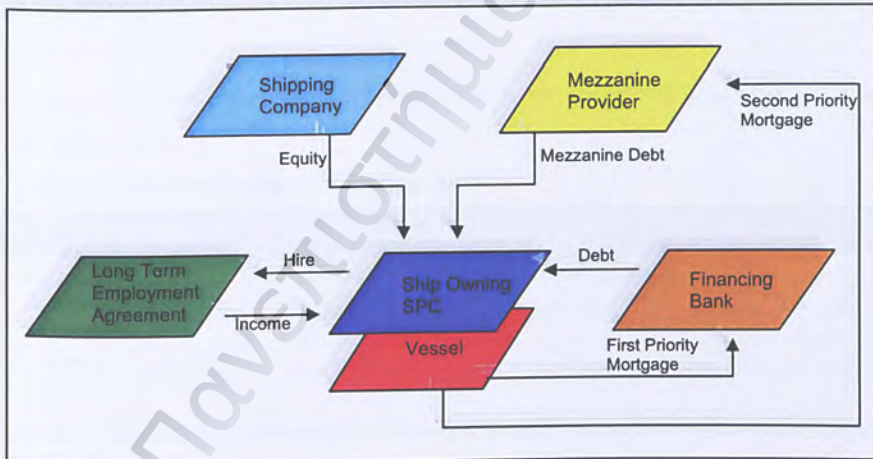 Shipping
Company
Mezzanine
Provider
Second Priority
Mortgage
Equity
Mezzanine Debt
Hire
Debt
Long Term
Employment
Agreement
Ship Owning
SPC
Financing
Bank
Income
Vessel
First Priority
Mortgage
Πανεπιστήμιο